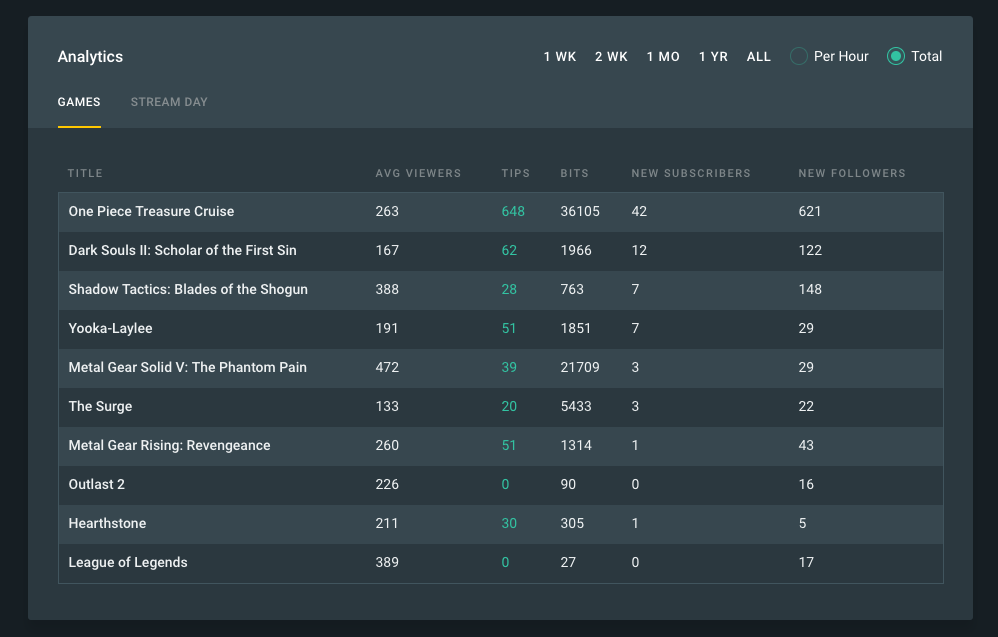 Analytics 1 WK 2 WK 1 MO 1 YR ALL Per Hour Total
GAMES STREAM DAY
TITLE AVG VIEWERS TIPS BITS NEW SUBSCRIBERS NEW FOLLOWERS
One Piece Treasure Cruise 263 648 36105 42 621
Dark Souls II: Scholar of the First Sin 167 62 1966 12 122
Shadow Tactics: Blades of the Shogun 388 28 763 7 148
Yooka-Laylee 191 51 1851 7 29
Metal Gear Solid V: The Phantom Pain 472 39 21709 3 29
The Surge 133 20 5433 3 22
Metal Gear Rising: Revengeance 260 51 1314 1 43
Outlast 2 226 0 90 0 16
Hearthstone 211 30 305 1 5
League of Legends 389 0 27 0 17